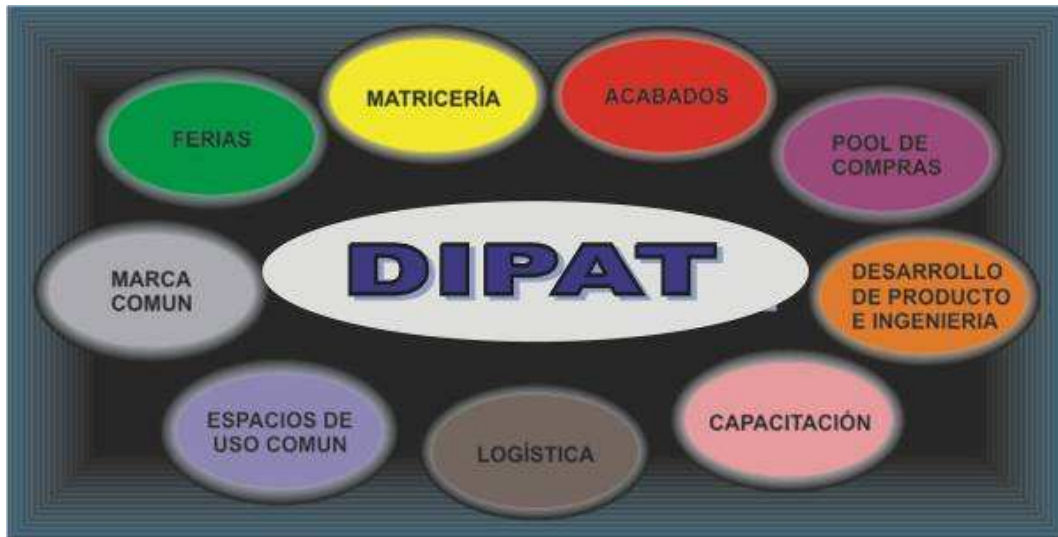 MATRICERÍA
ACABADOS
FERIAS
POOL DE
COMPRAS
DIPAT
MARCA
COMUN
DESARROLLO
DE PRODUCTO
E INGENIERIA
ESPACIOS DE
USO COMUN
LOGÍSTICA
CAPACITACIÓN